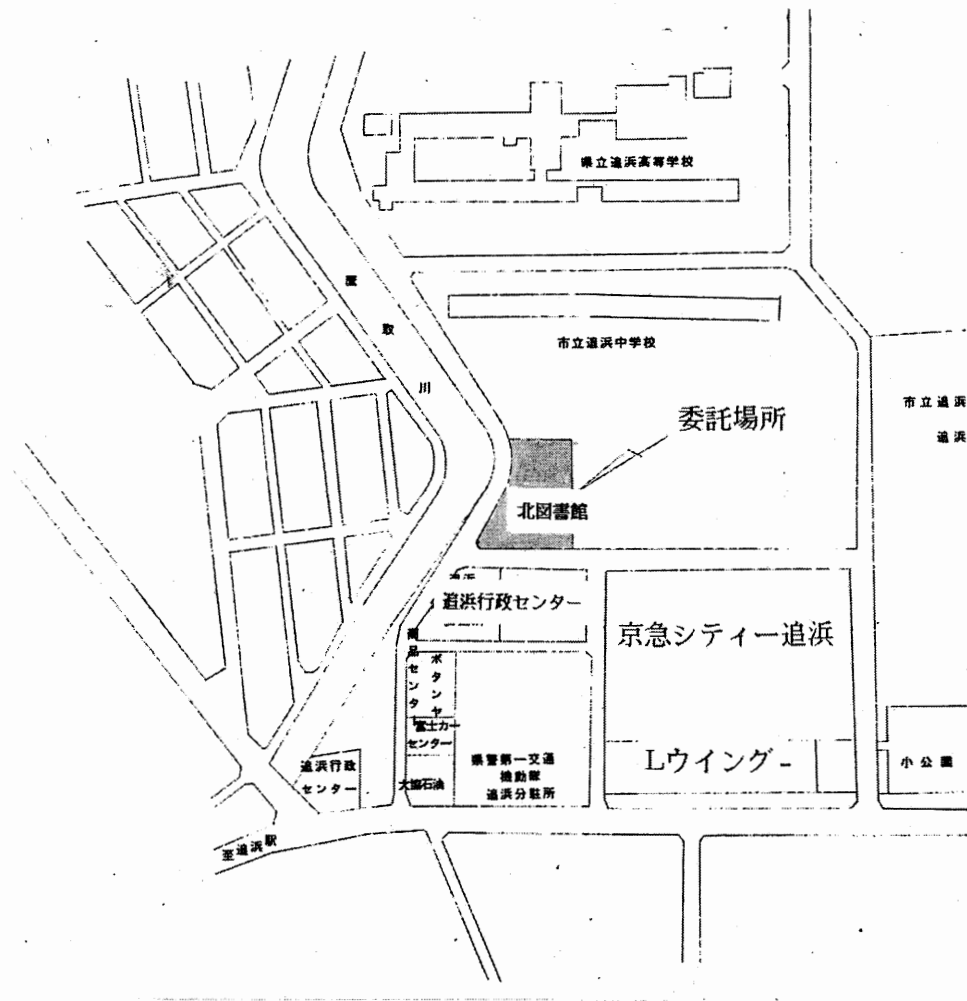 県立追浜高等学校
鷹
取
川
市立追浜中学校
市立追浜
追浜
委託場所
北図書館
追浜行政センター
京急シティー追浜
商品センター
ボタンヤ
富士カー
センター
大協石油
県警第一交通
機動隊
追浜分駐所
Lウイング
小公園
追浜行政
センター
至追浜駅